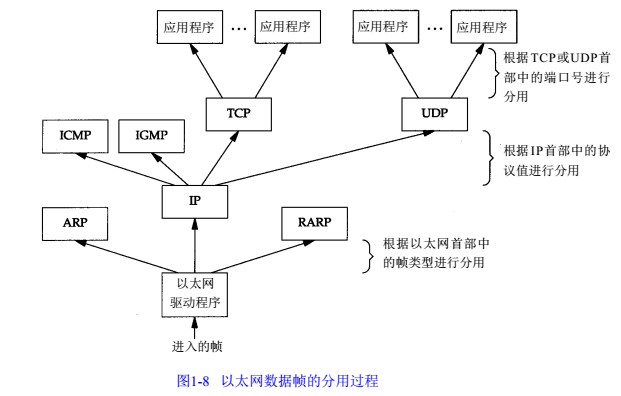 应用程序 … 应用程序 应用程序 … 应用程序
根据TCP或UDP首
部中的端口号进行
分用
TCP UDP
ICMP IGMP
根据IP首部中的协
议值进行分用
IP
ARP RARP
根据以太网首部中
的帧类型进行分用
以太网
驱动程序
进入的帧
图1-8 以太网数据帧的分用过程